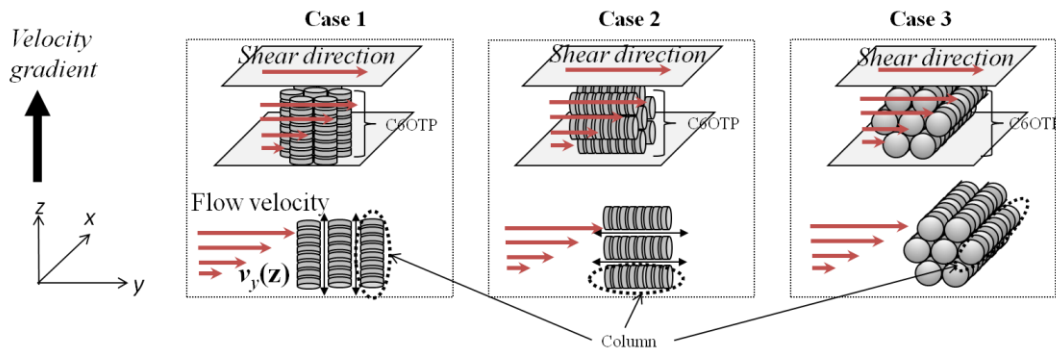 Case 1
Case 2
Case 3
Velocity
gradient
Shear direction
Shear direction
Shear direction
C6OTP
C6OTP
C6OTP
z
x
y
Flow velocity
v_y(z)
Column